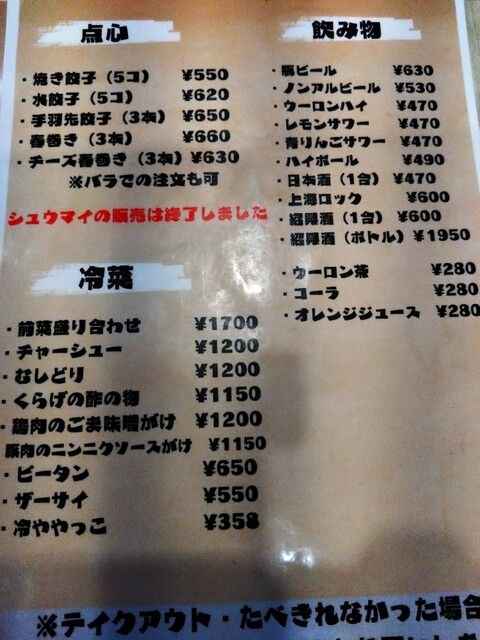 点心
・焼き餃子（5コ） ¥550
・水餃子（5コ） ¥620
・手羽先餃子（3本） ¥650
・春巻き（3本） ¥660
・チーズ春巻き（3本） ¥630
※バラでの注文も可
シュウマイの販売は終了しました
冷菜
・前菜盛り合わせ ¥1700
・チャーシュー ¥1200
・むしどり ¥1200
・くらげの酢の物 ¥1150
・鶏肉のごま味噌がけ ¥1200
豚肉のニンニクソースがけ ¥1150
・ピータン ¥650
・ザーサイ ¥550
・冷ややっこ ¥358
飲み物
・瓶ビール ¥630
・ノンアルビール ¥530
・ウーロンハイ ¥470
・レモンサワー ¥470
・青りんごサワー ¥470
・ハイボール ¥490
・日本酒（1合） ¥470
・上海ロック ¥600
・紹興酒（1合） ¥600
・紹興酒（ボトル） ¥1950
・ウーロン茶 ¥280
・コーラ ¥280
・オレンジジュース ¥280
※テイクアウト・たべきれなかった場合